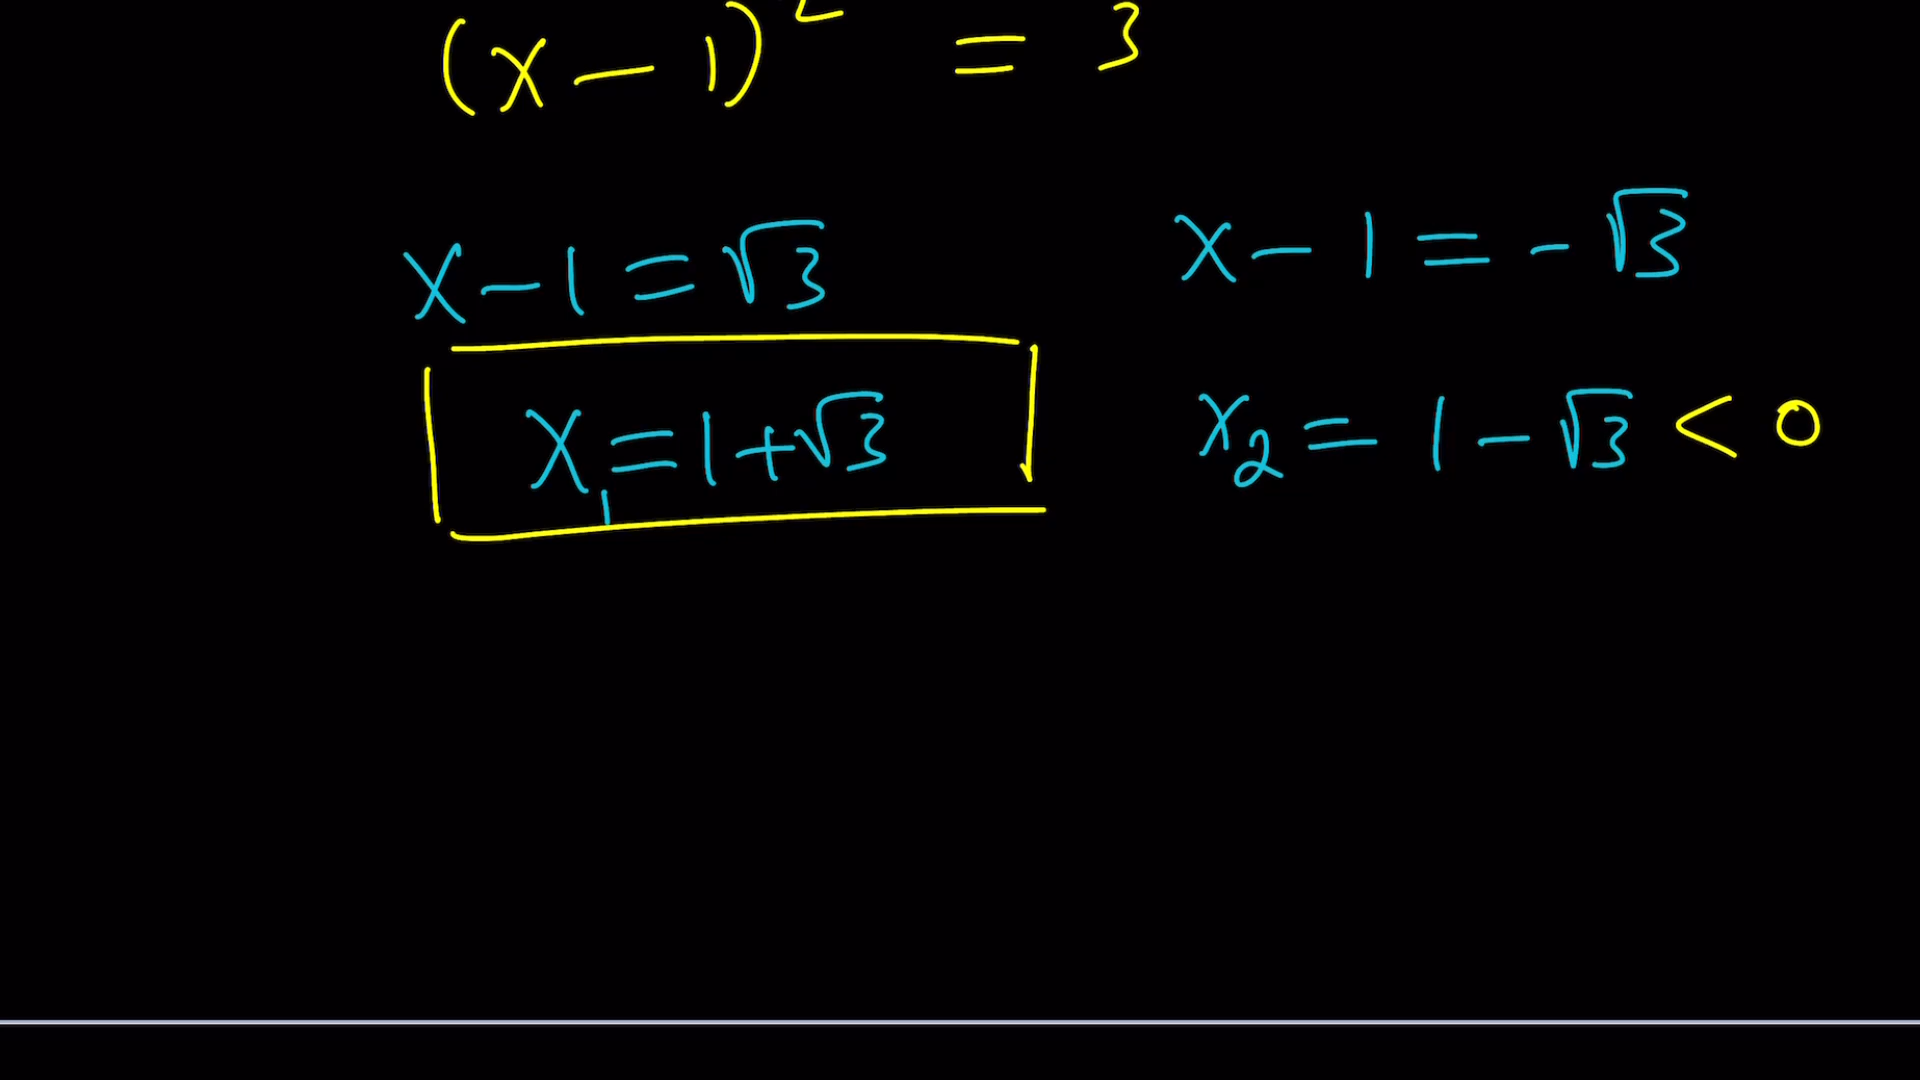 (x - 1)² = 3
x - 1 = √3
x₁ = 1 + √3
x - 1 = - √3
x₂ = 1 - √3 < 0